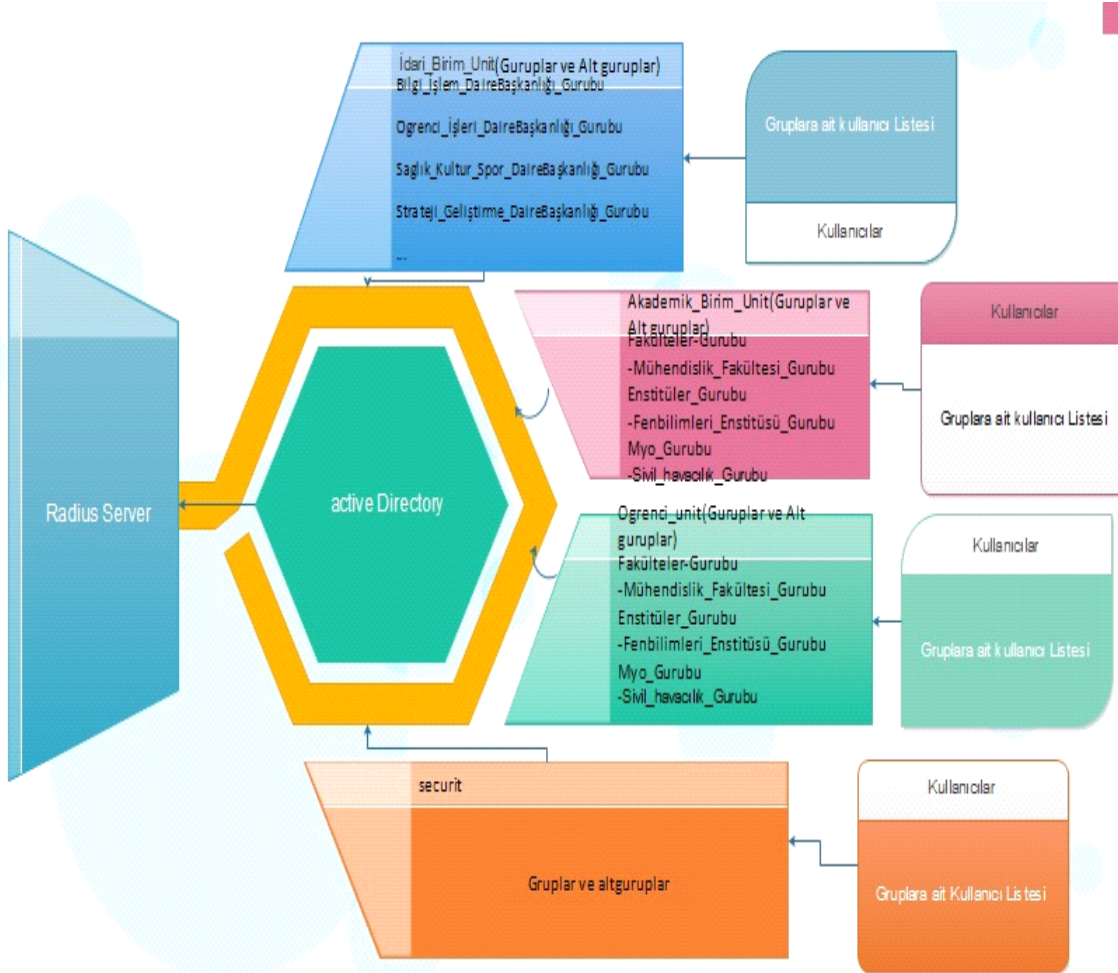 İdari_Birim_Unit(Guruplar ve Alt guruplar)
Bilgi_İşlem_DaireBaşkanlığı_Gurubu
Ogrenci_İşleri_DaireBaşkanlığı_Gurubu
Saglık_Kultur_Spor_DaireBaşkanlığı_Gurubu
Strateji_Geliştirme_DaireBaşkanlığı_Gurubu
...
Gruplara ait kullanıcı Listesi
Kullanıcılar
Akademik_Birim_Unit(Guruplar ve
Alt guruplar)
Fakülteler-Gurubu
-Mühendislik_Fakültesi_Gurubu
Enstitüler_Gurubu
-Fenbilimleri_Enstitüsü_Gurubu
Myo_Gurubu
-Sivil_havacılık_Gurubu
Kullanıcılar
Gruplara ait kullanıcı Listesi
Radius Server
active Directory
Ogrenci_unit(Guruplar ve Alt
guruplar)
Fakülteler-Gurubu
-Mühendislik_Fakültesi_Gurubu
Enstitüler_Gurubu
-Fenbilimleri_Enstitüsü_Gurubu
Myo_Gurubu
-Sivil_havacılık_Gurubu
Kullanıcılar
Gruplara ait kullanıcı Listesi
securit
Gruplar ve altguruplar
Kullanıcılar
Gruplara ait Kullanıcı Listesi